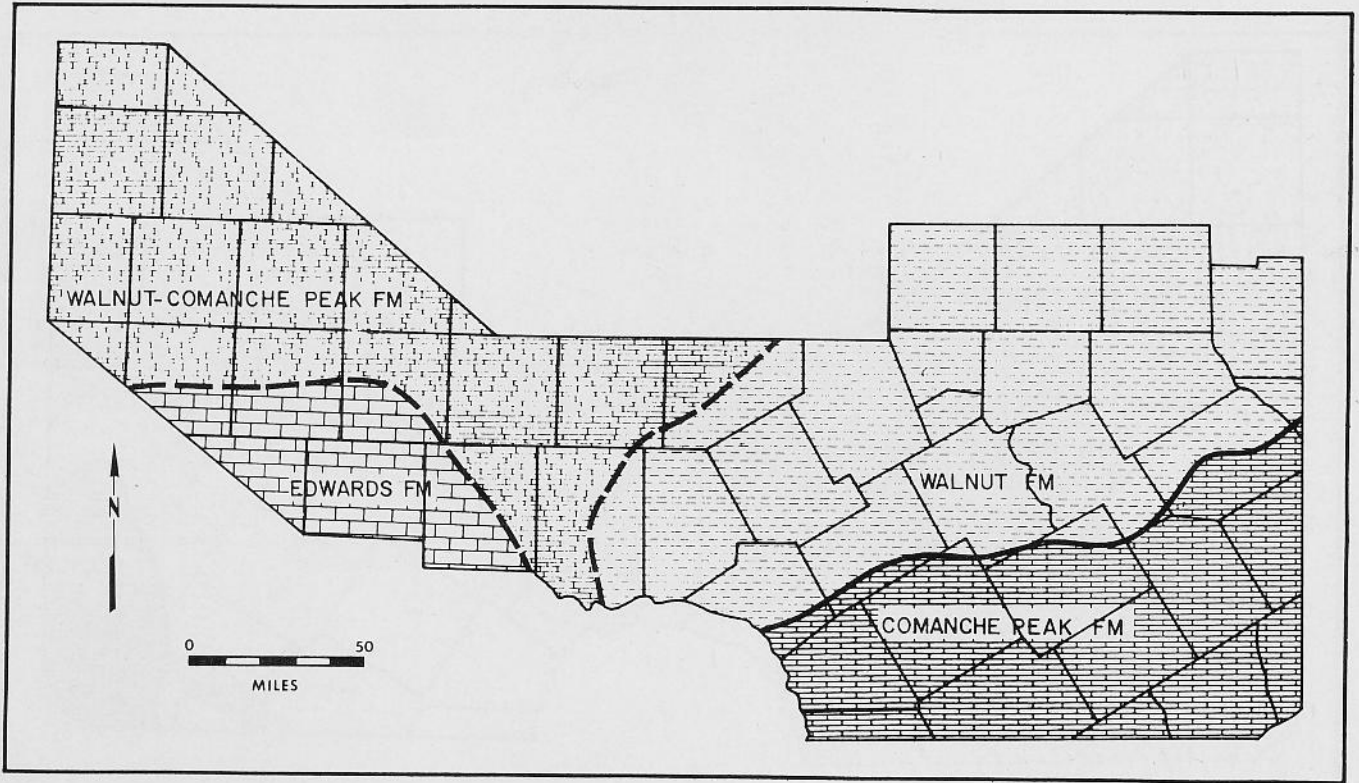 WALNUT-COMANCHE PEAK FM
EDWARDS FM
WALNUT FM
N
COMANCHE PEAK FM
0 50
MILES